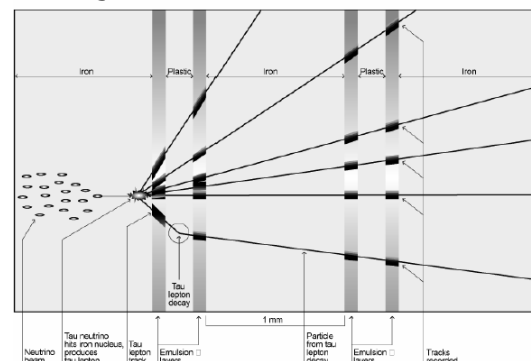 Iron
Plastic
Iron
Plastic
Iron
Tau
lepton
decay
1 mm
Neutrino
beam
Tau neutrino
hits iron nucleus,
produces
tau lepton
Tau
lepton
track
Emulsion
layers
Particle
from tau
lepton
decay
Emulsion
layers
Tracks
recorded